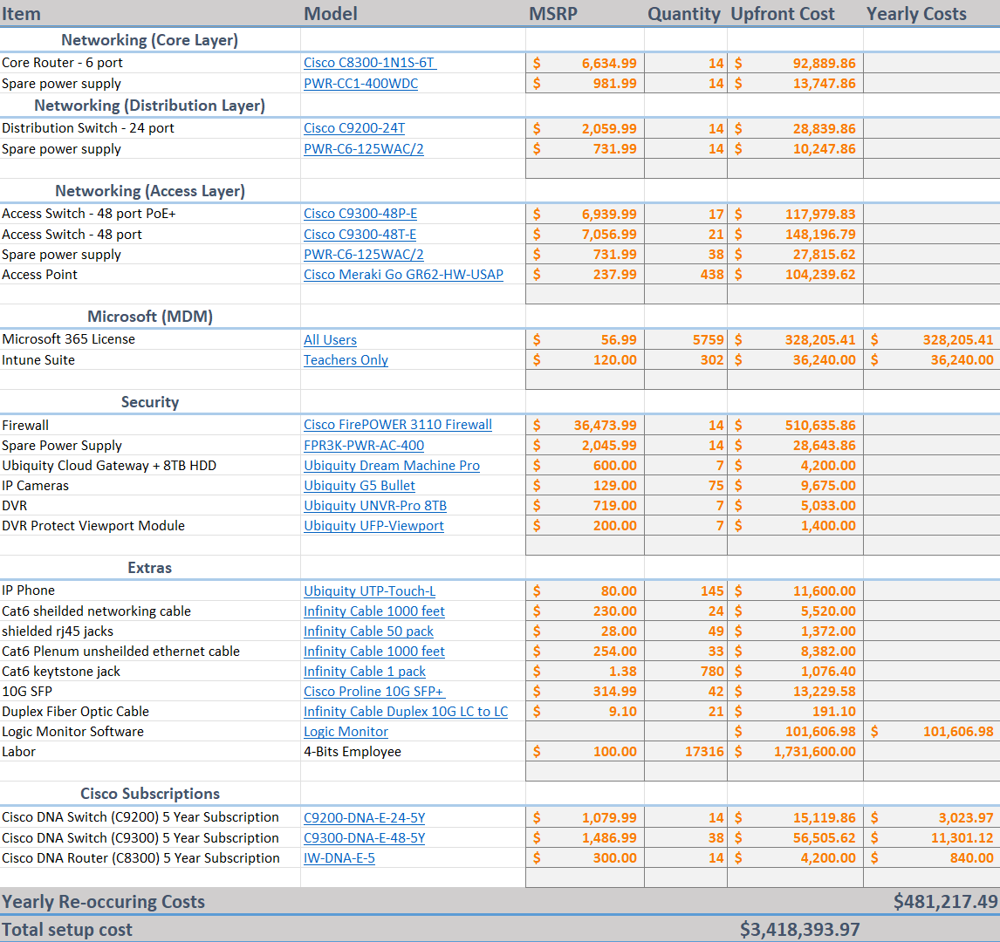 Item Model MSRP Quantity Upfront Cost Yearly Costs
Networking (Core Layer)
Core Router - 6 port Cisco C8300-1N1S-6T $ 6,634.99 14 $ 92,889.86
Spare power supply PWR-CC1-400WDC $ 981.99 14 $ 13,747.86
Networking (Distribution Layer)
Distribution Switch - 24 port Cisco C9200-24T $ 2,059.99 14 $ 28,839.86
Spare power supply PWR-C6-125WAC/2 $ 731.99 14 $ 10,247.86
Networking (Access Layer)
Access Switch - 48 port PoE+ Cisco C9300-48P-E $ 6,939.99 17 $ 117,979.83
Access Switch - 48 port Cisco C9300-48T-E $ 7,056.99 21 $ 148,196.79
Spare power supply PWR-C6-125WAC/2 $ 731.99 38 $ 27,815.62
Access Point Cisco Meraki Go GR62-HW-USAP $ 237.99 438 $ 104,239.62
Microsoft (MDM)
Microsoft 365 License All Users $ 56.99 5759 $ 328,205.41 $ 328,205.41
Intune Suite Teachers Only $ 120.00 302 $ 36,240.00 $ 36,240.00
Security
Firewall Cisco FirePOWER 3110 Firewall $ 36,473.99 14 $ 510,635.86
Spare Power Supply FPR3K-PWR-AC-400 $ 2,045.99 14 $ 28,643.86
Ubiquity Cloud Gateway + 8TB HDD Ubiquity Dream Machine Pro $ 600.00 7 $ 4,200.00
IP Cameras Ubiquity G5 Bullet $ 129.00 75 $ 9,675.00
DVR Ubiquity UNVR-Pro 8TB $ 719.00 7 $ 5,033.00
DVR Protect Viewport Module Ubiquity UFP-Viewport $ 200.00 7 $ 1,400.00
Extras
IP Phone Ubiquity UTP-Touch-L $ 80.00 145 $ 11,600.00
Cat6 sheilded networking cable Infinity Cable 1000 feet $ 230.00 24 $ 5,520.00
shielded rj45 jacks Infinity Cable 50 pack $ 28.00 49 $ 1,372.00
Cat6 Plenum unsheilded ethernet cable Infinity Cable 1000 feet $ 254.00 33 $ 8,382.00
Cat6 keytstone jack Infinity Cable 1 pack $ 1.38 780 $ 1,076.40
10G SFP Cisco Proline 10G SFP+ $ 314.99 42 $ 13,229.58
Duplex Fiber Optic Cable Infinity Cable Duplex 10G LC to LC $ 9.10 21 $ 191.10
Logic Monitor Software Logic Monitor $ 101,606.98 $ 101,606.98
Labor 4-Bits Employee $ 100.00 17316 $ 1,731,600.00
Cisco Subscriptions
Cisco DNA Switch (C9200) 5 Year Subscription C9200-DNA-E-24-5Y $ 1,079.99 14 $ 15,119.86 $ 3,023.97
Cisco DNA Switch (C9300) 5 Year Subscription C9300-DNA-E-48-5Y $ 1,486.99 38 $ 56,505.62 $ 11,301.12
Cisco DNA Router (C8300) 5 Year Subscription IW-DNA-E-5 $ 300.00 14 $ 4,200.00 $ 840.00
Yearly Re-occuring Costs $481,217.49
Total setup cost $3,418,393.97